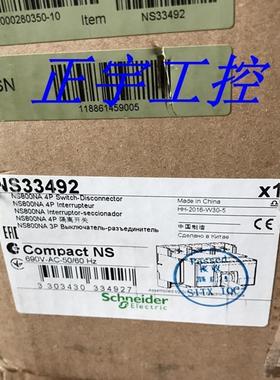 000280350-10 Item NS33492
SN
118861459005
正宇工控
NS33492 x1
NS800NA 4P Switch-Disconnector
NS800NA 4P Interrupteur
NS800NA 4P Interruptor-seccionador
NS800NA 4P 隔离开关
NS800NA 3P Выключатель-разъединитель
Made in China
HH-2016-W30-5
中国制造
Сделано в Китае
EAC
Compact NS
690V-AC-50/60 Hz
3 303430 334927
Passed
Schneider
Electric